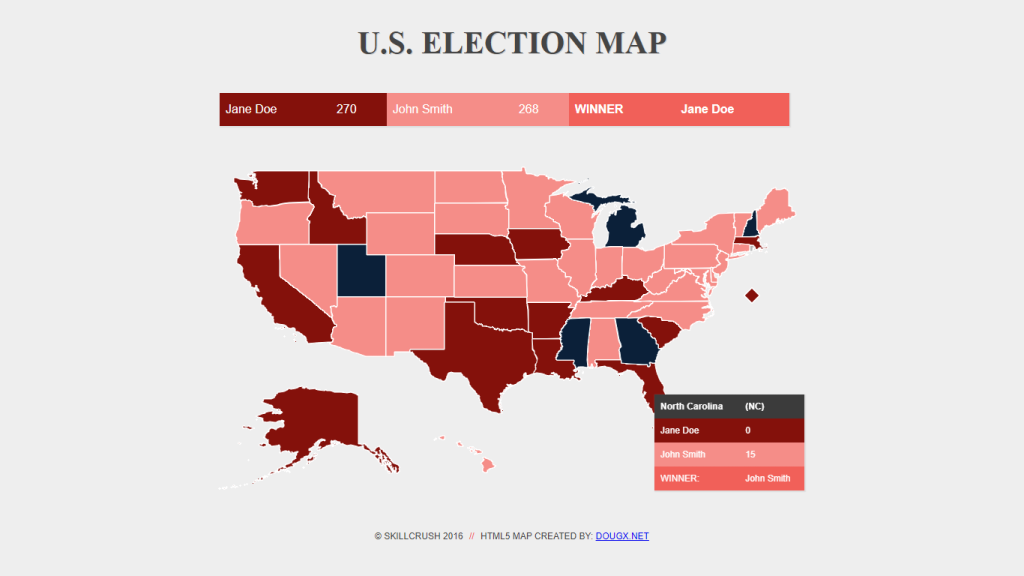 U.S. ELECTION MAP
Jane Doe 270 John Smith 268 WINNER Jane Doe
North Carolina (NC)
Jane Doe 0
John Smith 15
WINNER: John Smith
© SKILLCRUSH 2016 // HTML5 MAP CREATED BY: DOUGX.NET